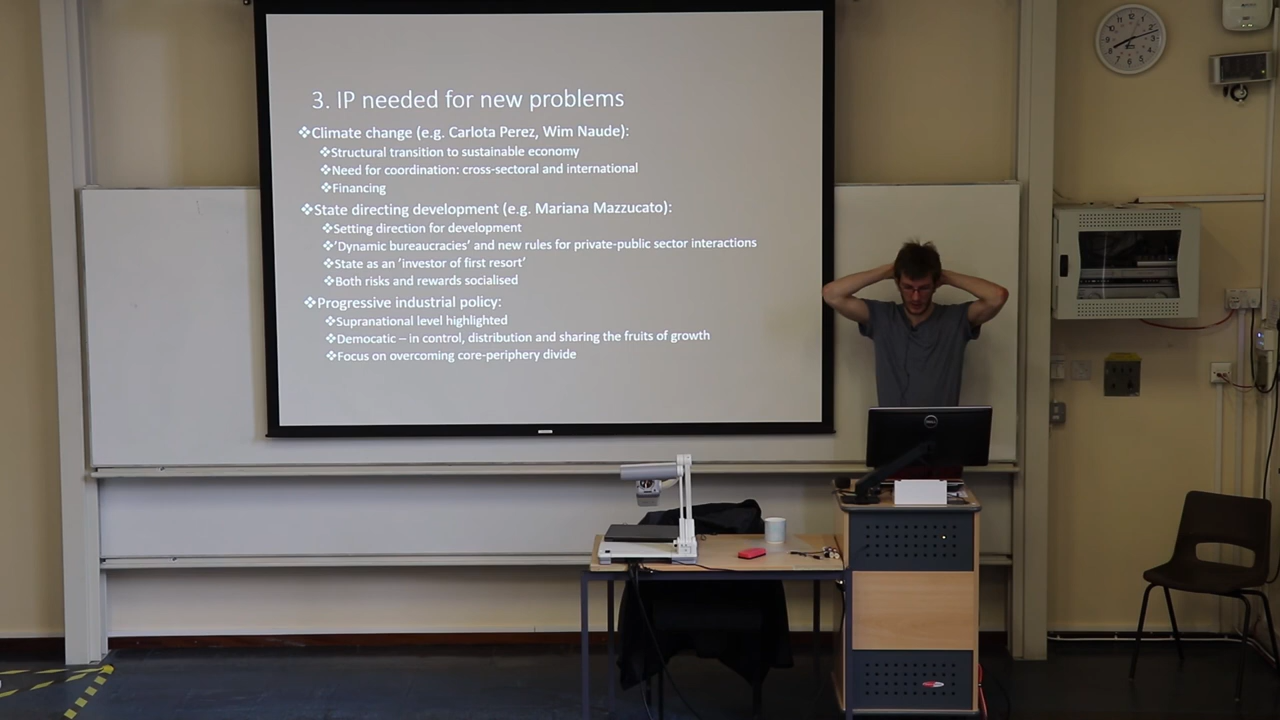 3. IP needed for new problems
❖Climate change (e.g. Carlota Perez, Wim Naude):
❖Structural transition to sustainable economy
❖Need for coordination: cross-sectoral and international
❖Financing
❖State directing development (e.g. Mariana Mazzucato):
❖Setting direction for development
❖'Dynamic bureaucracies' and new rules for private-public sector interactions
❖State as an 'investor of first resort'
❖Both risks and rewards socialised
❖Progressive industrial policy:
❖Supranational level highlighted
❖Democatic – in control, distribution and sharing the fruits of growth
❖Focus on overcoming core-periphery divide
DELL